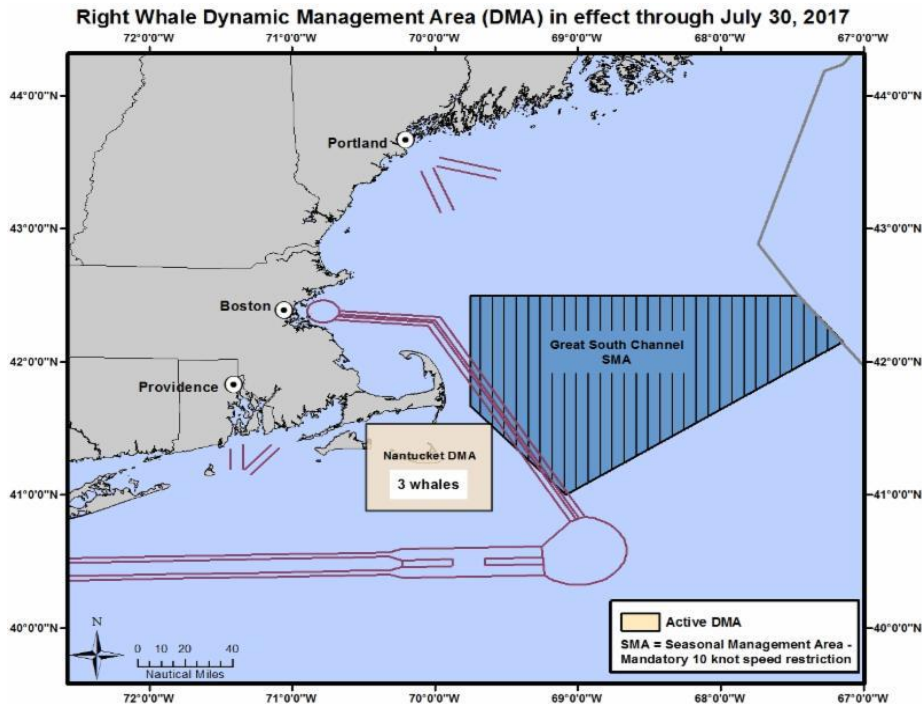 Right Whale Dynamic Management Area (DMA) in effect through July 30, 2017
72°0'0"W 71°0'0"W 70°0'0"W 69°0'0"W 68°0'0"W 67°0'0"W
44°0'0"N 44°0'0"N
Portland
43°0'0"N 43°0'0"N
Boston
Great South Channel
SMA
42°0'0"N 42°0'0"N
Providence
Nantucket DMA
3 whales
41°0'0"N 41°0'0"N
40°0'0"N 40°0'0"N
N
0 10 20 40
Nautical Miles
Active DMA
SMA = Seasonal Management Area -
Mandatory 10 knot speed restriction
72°0'0"W 71°0'0"W 70°0'0"W 69°0'0"W 68°0'0"W 67°0'0"W